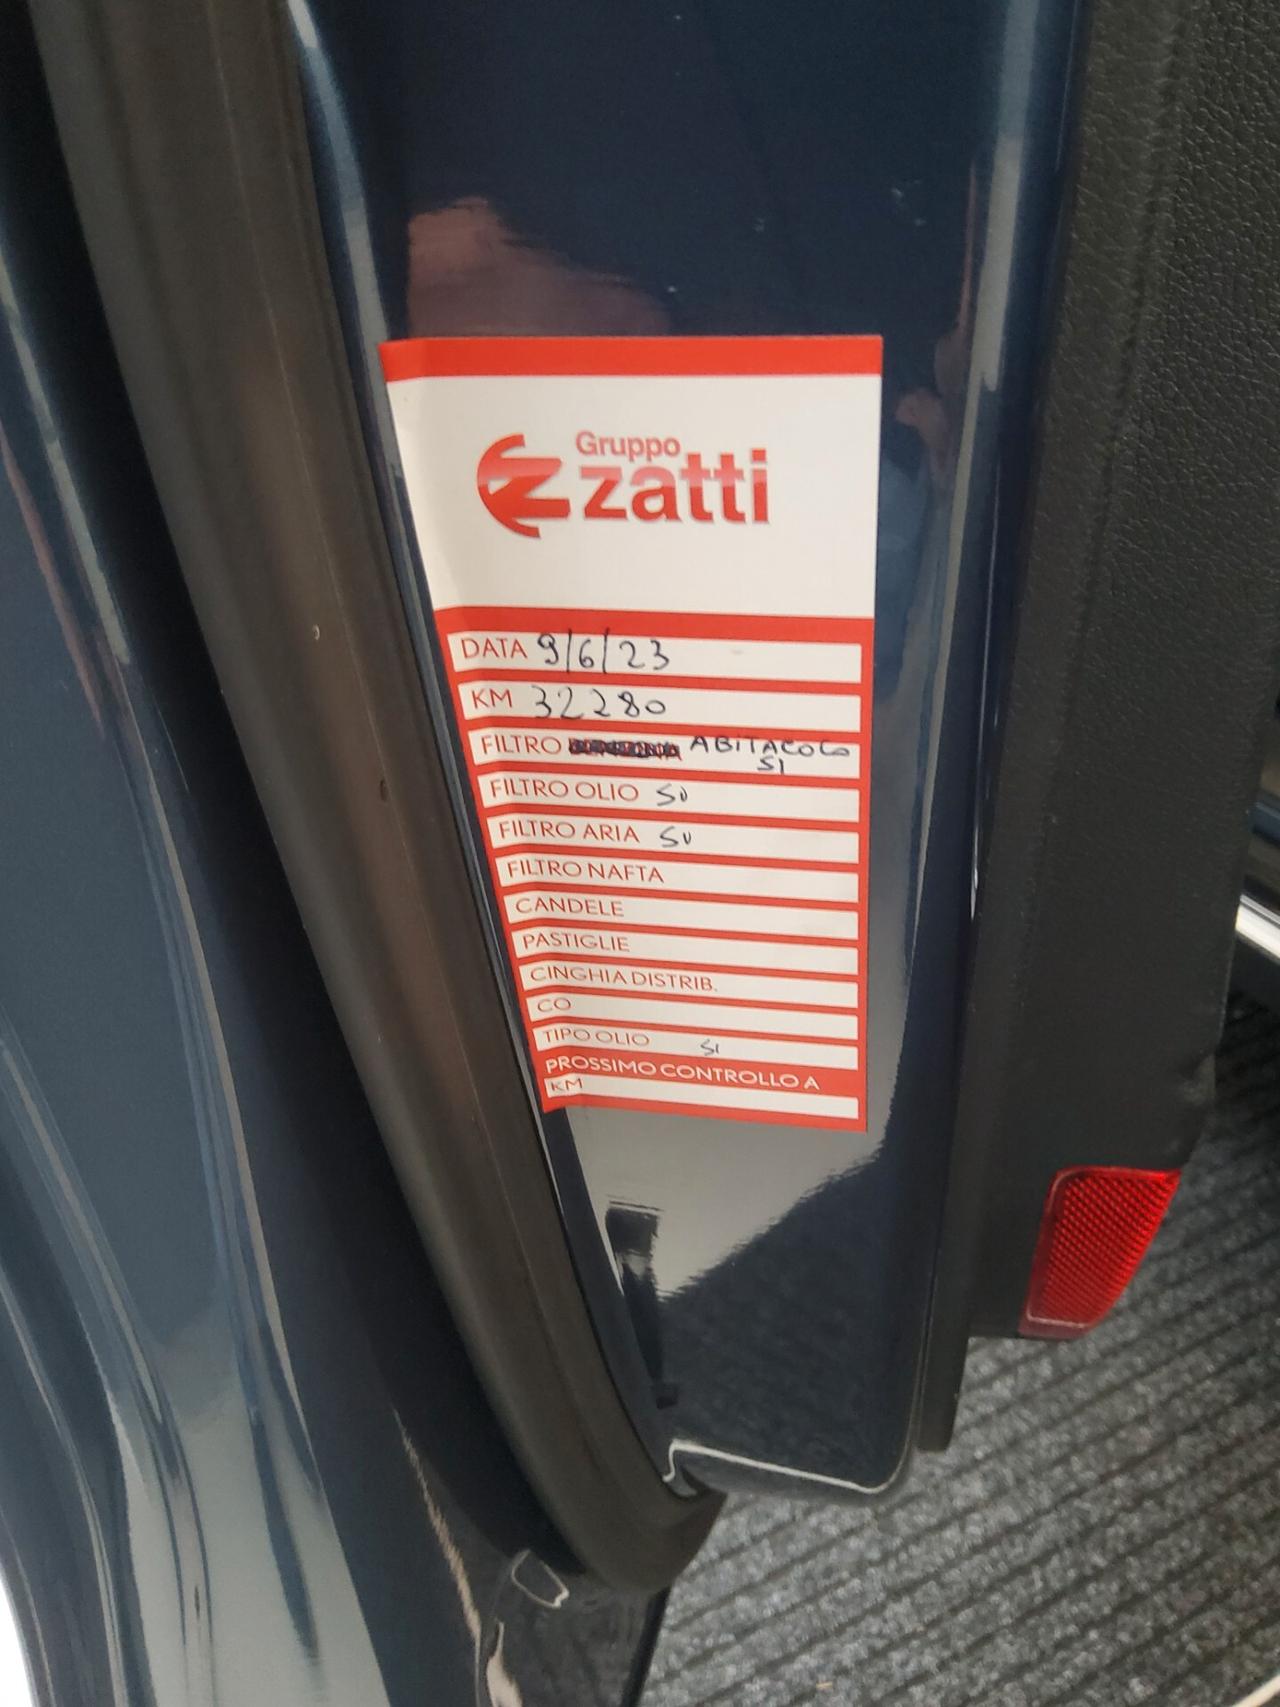 Gruppo
zatti
DATA 9/6/23
KM 32280
FILTRO ABITACOLO
SI
FILTRO OLIO SI
FILTRO ARIA SI
FILTRO NAFTA
CANDELE
PASTIGLIE
CINGHIA DISTRIB.
CO
TIPO OLIO SI
PROSSIMO CONTROLLO A
KM